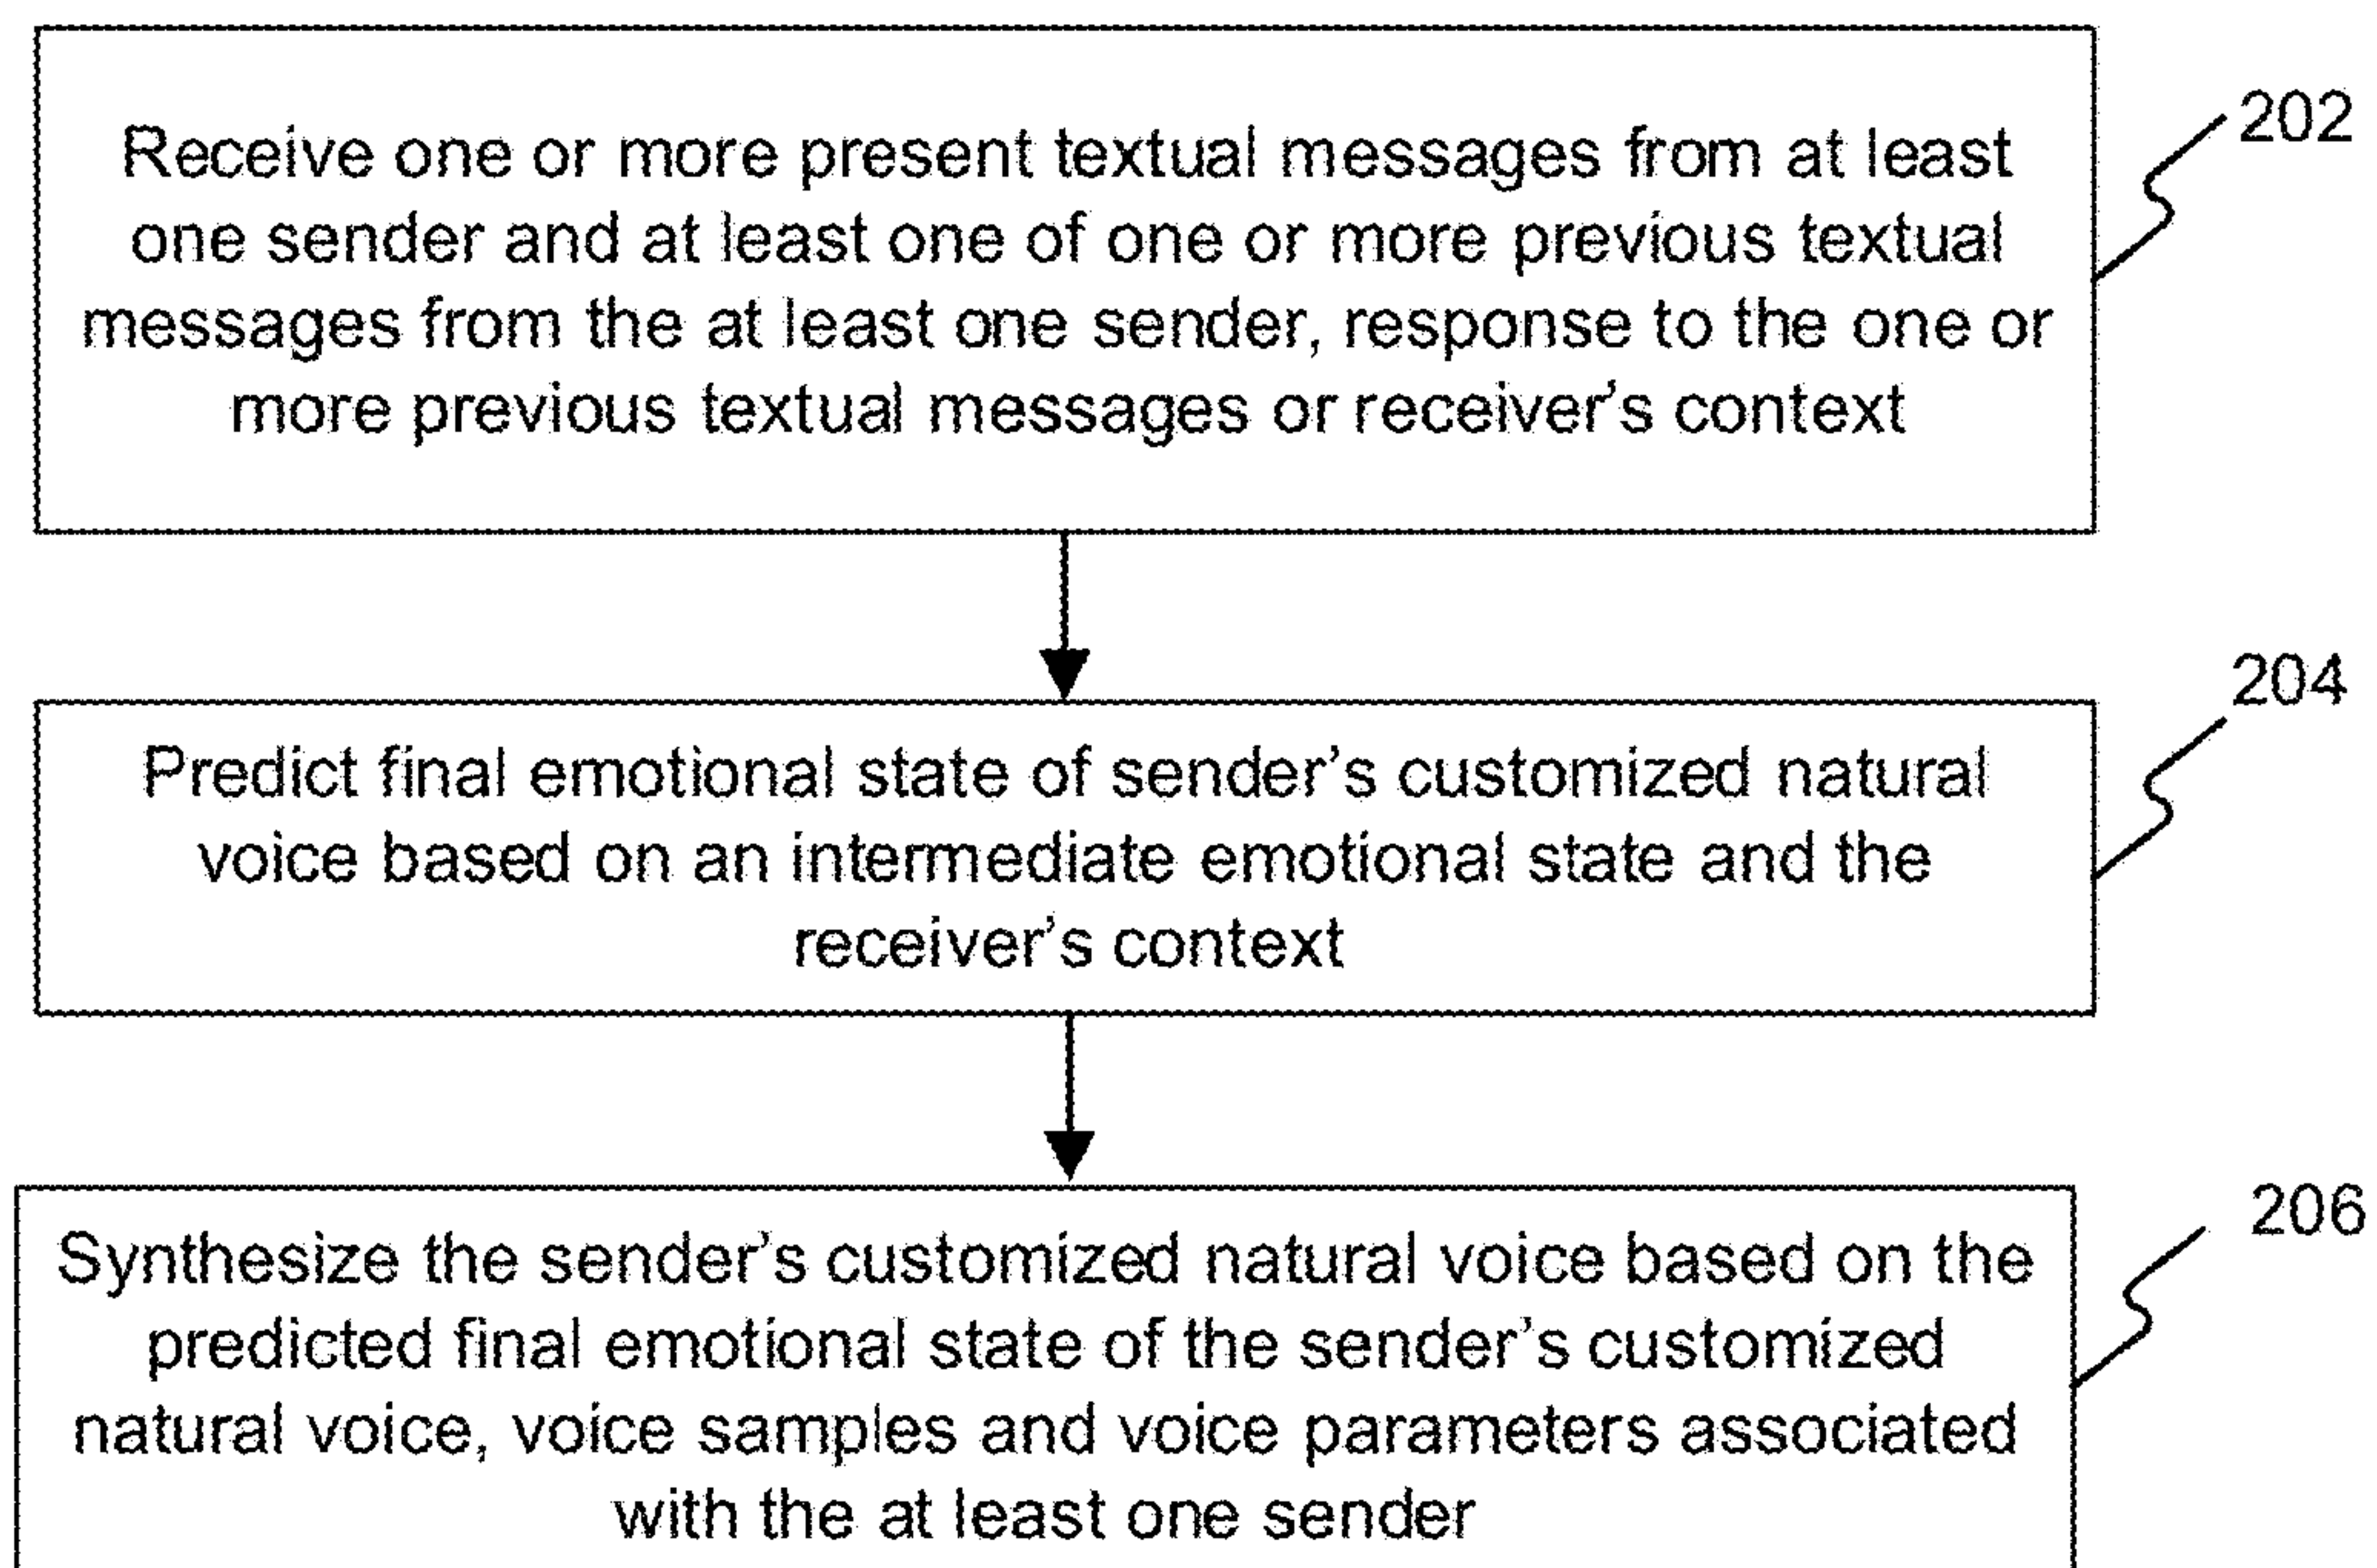 Receive one or more present textual messages from at least
one sender and at least one of one or more previous textual
messages from the at least one sender, response to the one or
more previous textual messages or receiver's context
202
Predict final emotional state of sender's customized natural
voice based on an intermediate emotional state and the
receiver's context
204
Synthesize the sender's customized natural voice based on the
predicted final emotional state of the sender's customized
natural voice, voice samples and voice parameters associated
with the at least one sender
206